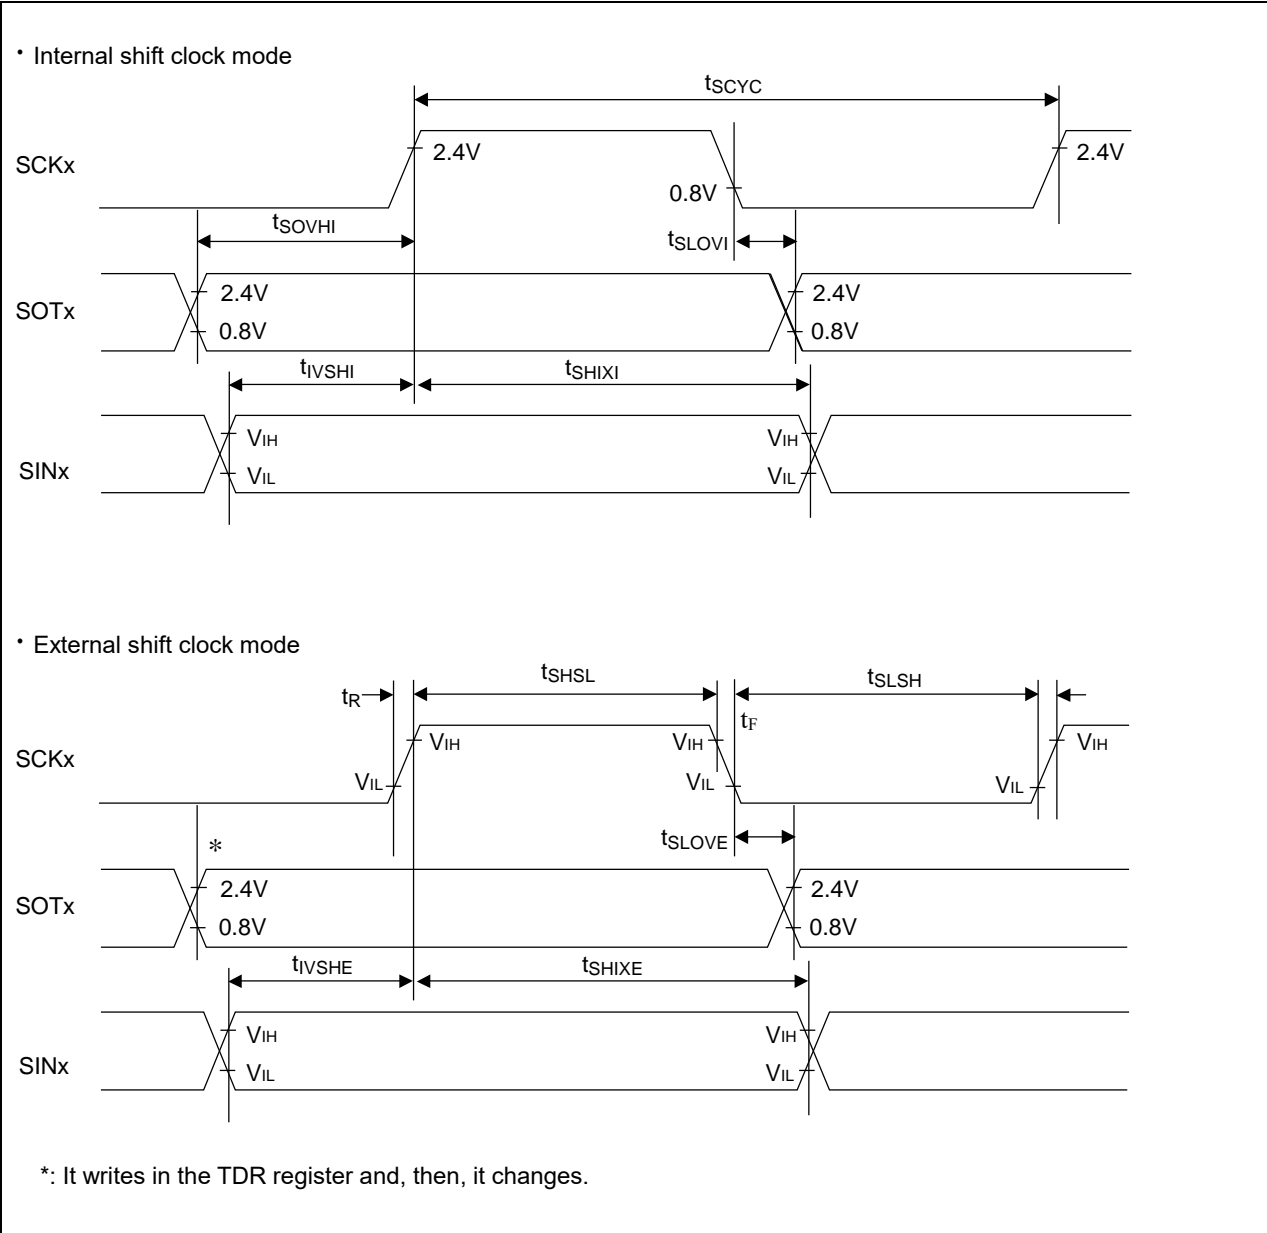 ・Internal shift clock mode
tSCYC
SCKx
2.4V
0.8V
2.4V
tSOVHI
tSLOVI
SOTx
2.4V
0.8V
2.4V
0.8V
tIVSHI
tSHIXI
SINx
VIH
VIL
VIH
VIL
・External shift clock mode
tR
tSHSL
tF
tSLSH
SCKx
VIL
VIH
VIH
VIL
VIL
VIH
tSLOVE
*
SOTx
2.4V
0.8V
2.4V
0.8V
tIVSHE
tSHIXE
SINx
VIH
VIL
VIH
VIL
*: It writes in the TDR register and, then, it changes.